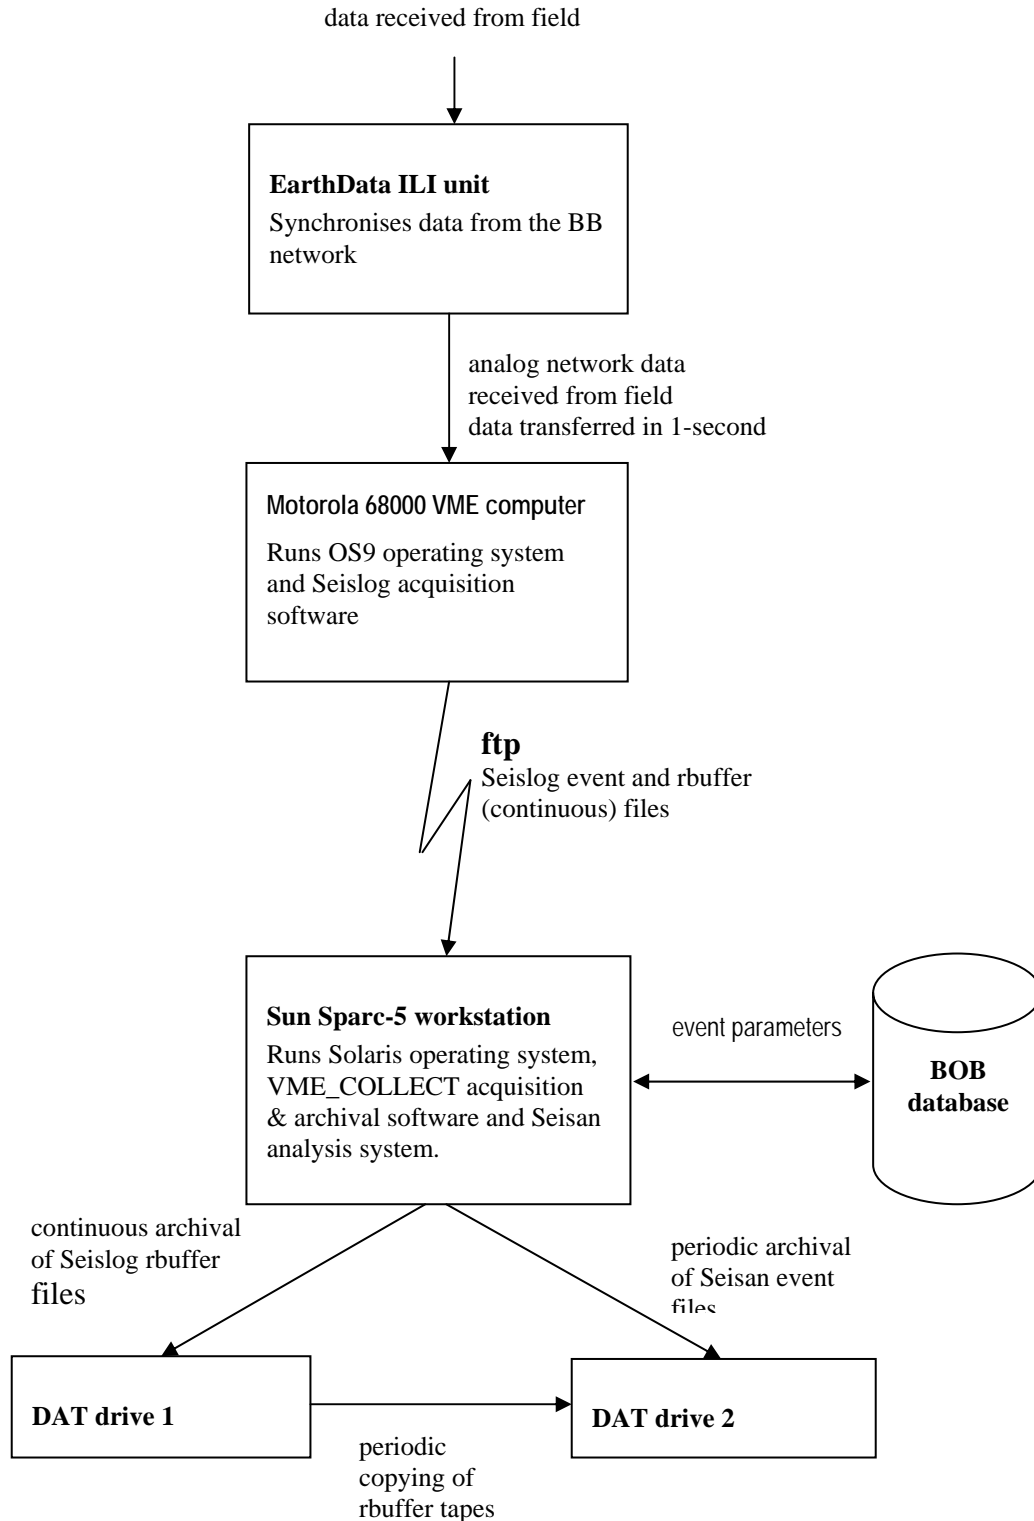 data received from field
EarthData ILI unit
Synchronises data from the BB
network
analog network data
received from field
data transferred in 1-second
Motorola 68000 VME computer
Runs OS9 operating system
and Seislog acquisition
software
ftp
Seislog event and rbuffer
(continuous) files
Sun Sparc-5 workstation
Runs Solaris operating system,
VME_COLLECT acquisition
& archival software and Seisan
analysis system.
event parameters
BOB
database
continuous archival
of Seislog rbuffer
files
periodic archival
of Seisan event
files
DAT drive 1
DAT drive 2
periodic
copying of
rbuffer tapes